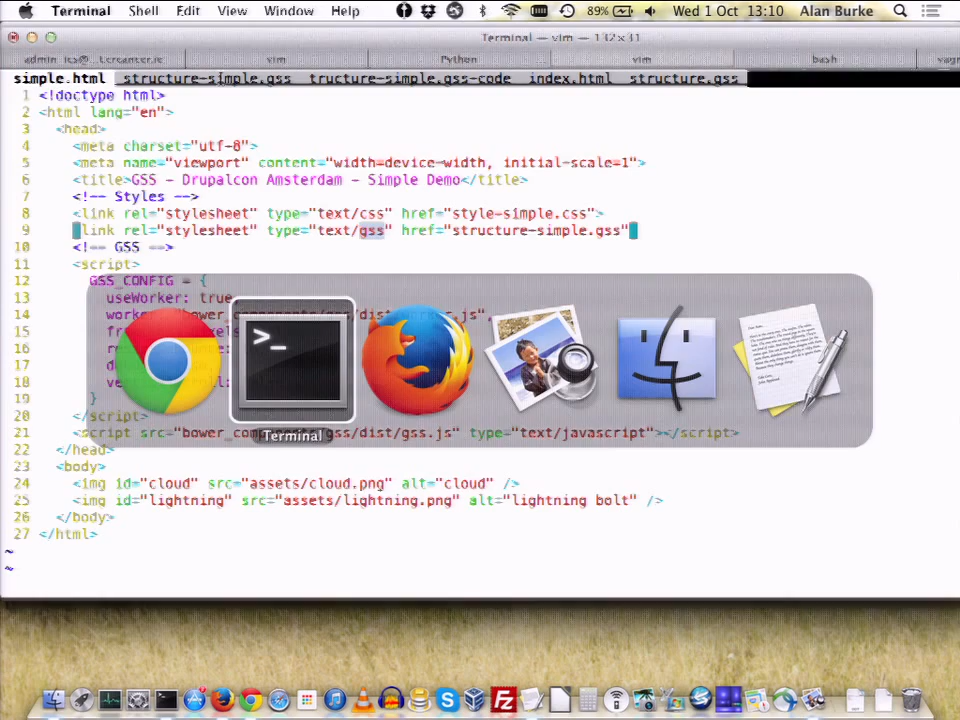 Terminal Shell Edit View Window Help 89% Wed 1 Oct 13:10 Alan Burke
Terminal — vim — 132×31
vim Python vim bash
simple.html structure-simple.gss tructure-simple.gss-code index.html structure.gss
1 <!doctype html>
2 <html lang="en">
3 <head>
4 <meta charset="utf-8">
5 <meta name="viewport" content="width=device-width, initial-scale=1">
6 <title>GSS - Drupalcon Amsterdam - Simple Demo</title>
7 <!-- Styles -->
8 <link rel="stylesheet" type="text/css" href="style-simple.css">
9 <link rel="stylesheet" type="text/gss" href="structure-simple.gss">
10 <!-- GSS -->
11 <script>
12 GSS_CONFIG = {
13 useWorker: true,
14
15
16
17
18
19 }
20 </script>
21 <script src="bower_components/gss/dist/gss.js" type="text/javascript"></script>
Terminal
22 </head>
23 <body>
24 <img id="cloud" src="assets/cloud.png" alt="cloud" />
25 <img id="lightning" src="assets/lightning.png" alt="lightning bolt" />
26 </body>
27 </html>
~
~